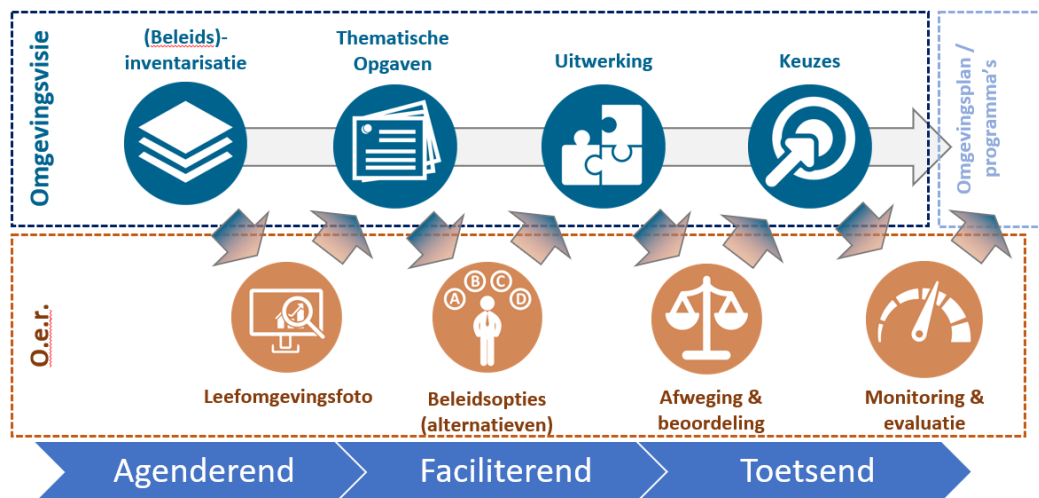 Omgevingsvisie
(Beleids)-
inventarisatie
Thematische
Opgaven
Uitwerking
Keuzes
Omgevingsplan /
programma's
O.e.r.
Leefomgevingsfoto
A
B
C
D
Beleidsopties
(alternatieven)
Afweging &
beoordeling
Monitoring &
evaluatie
Agenderend
Faciliterend
Toetsend